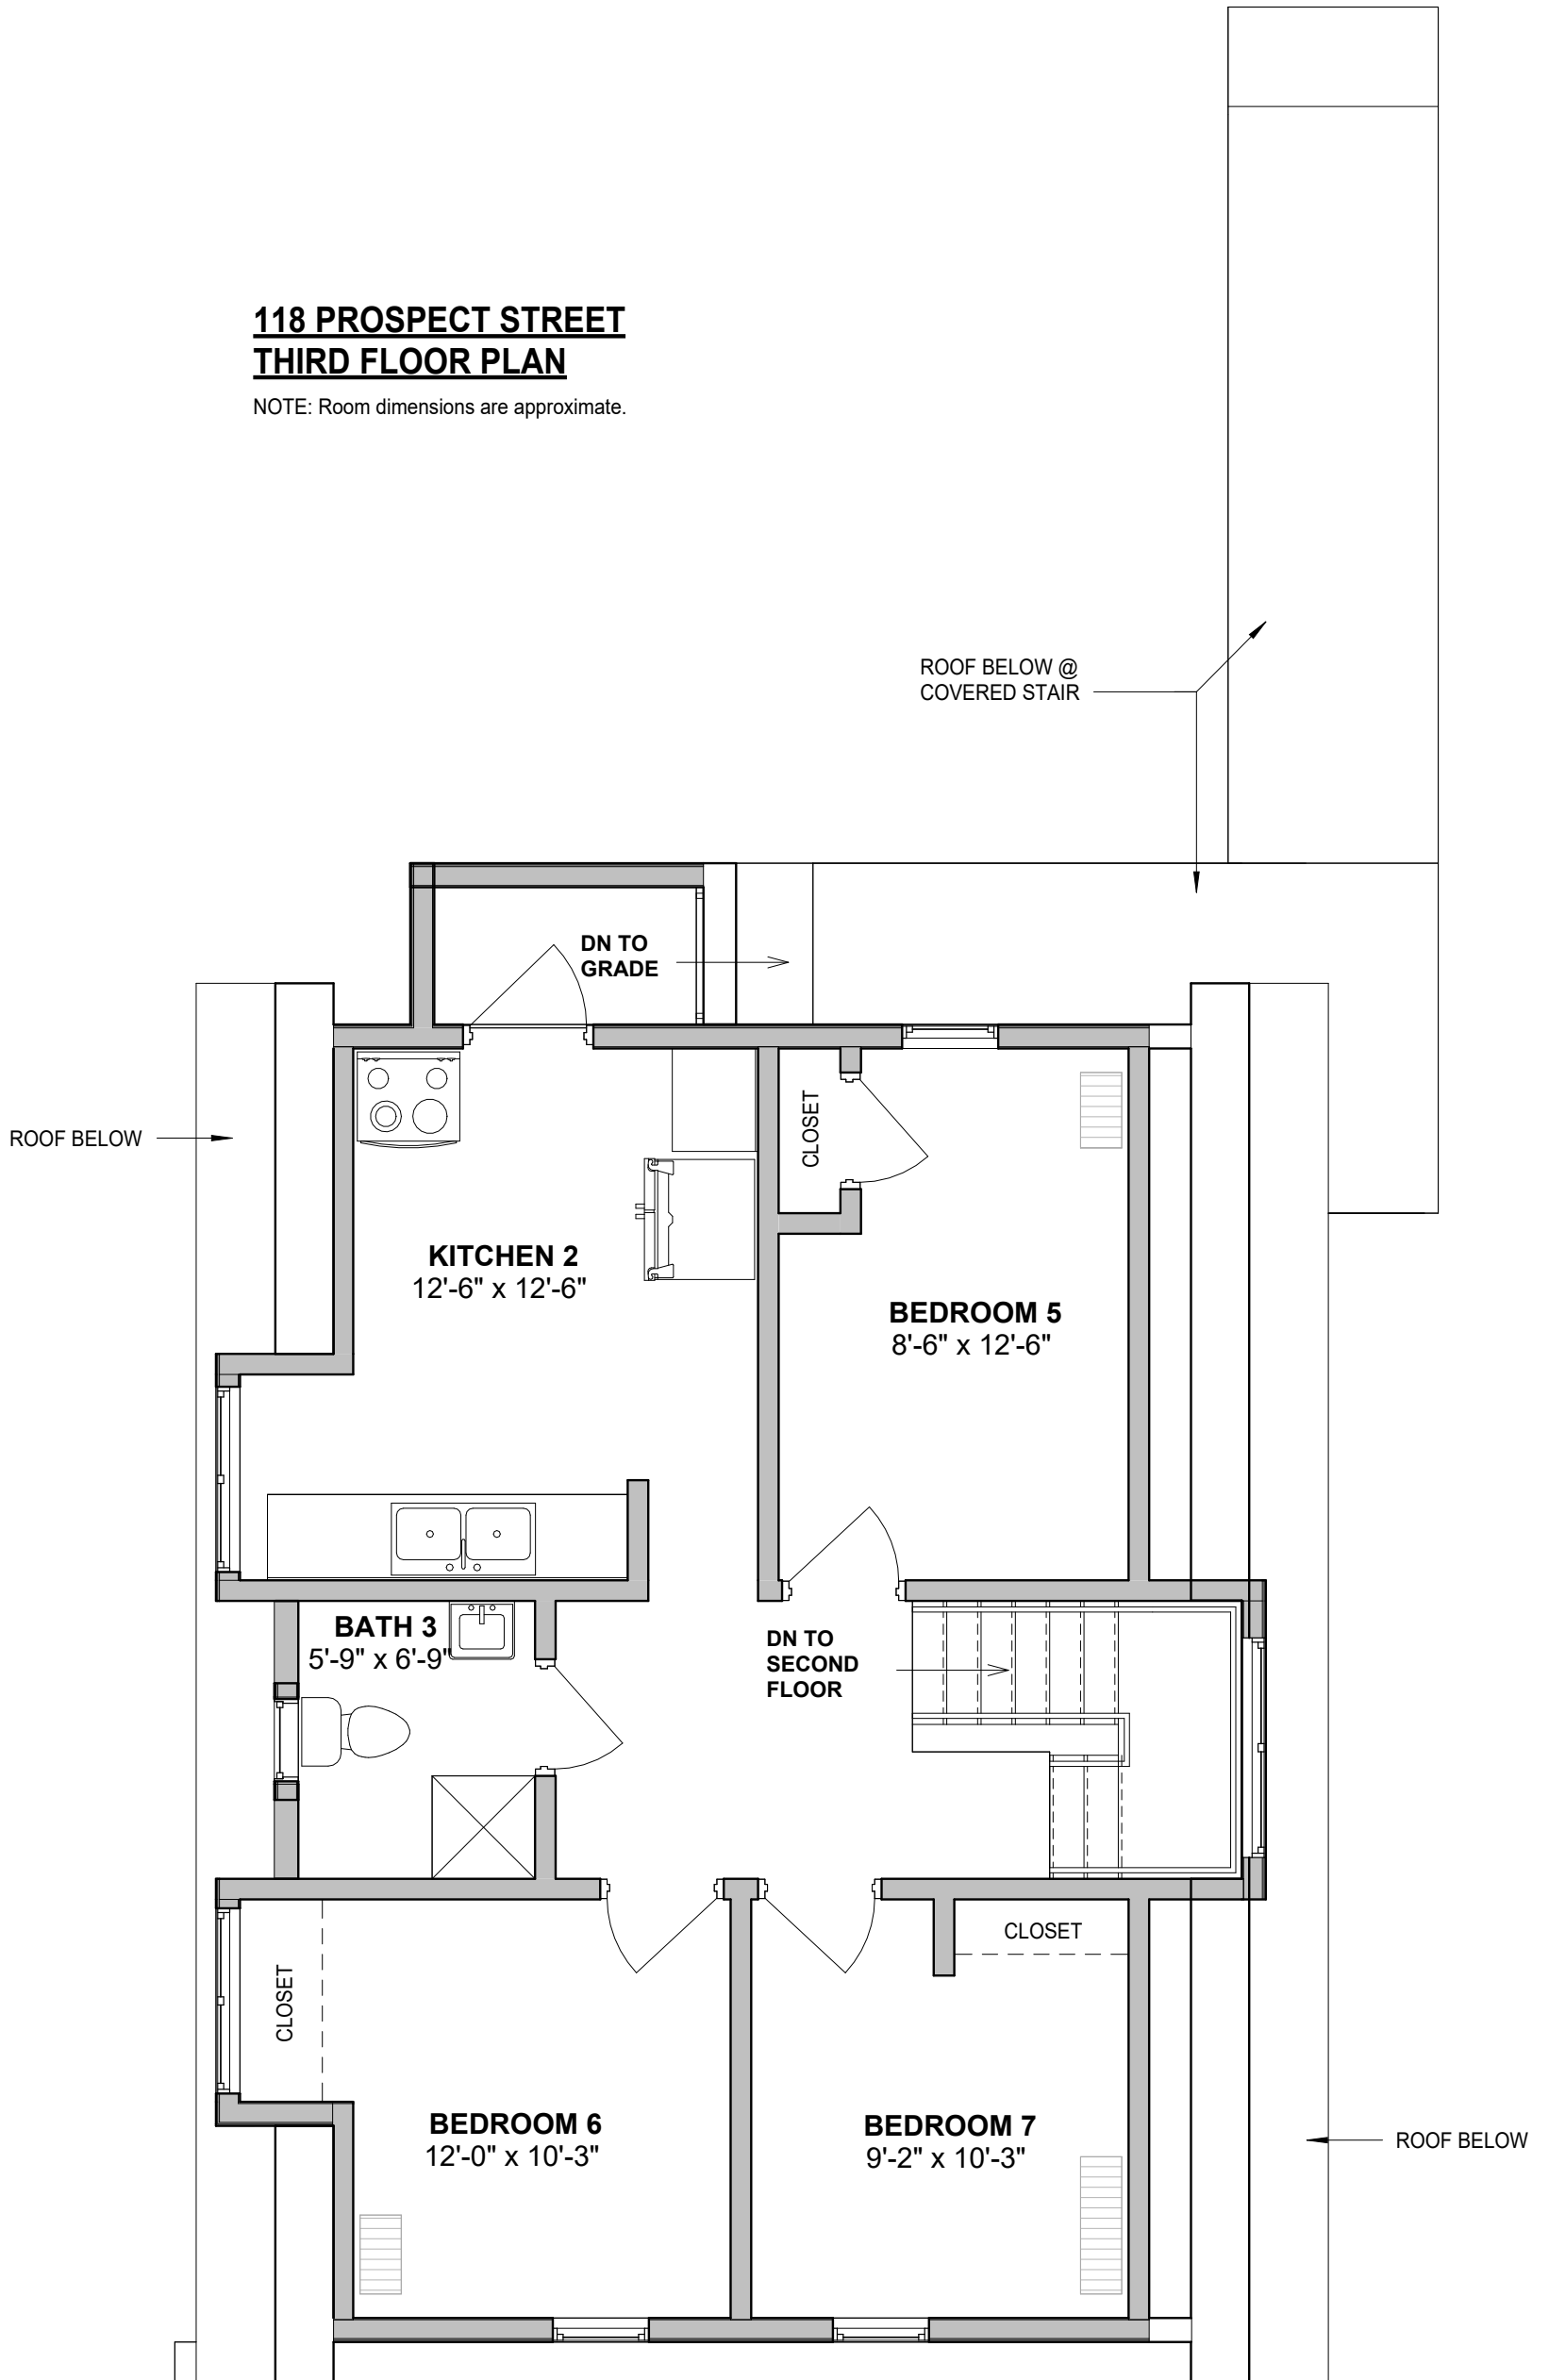 118 PROSPECT STREET
THIRD FLOOR PLAN
NOTE: Room dimensions are approximate.
ROOF BELOW @
COVERED STAIR
DN TO
GRADE
ROOF BELOW
CLOSET
KITCHEN 2
12'-6" x 12'-6"
BEDROOM 5
8'-6" x 12'-6"
BATH 3
5'-9" x 6'-9"
DN TO
SECOND
FLOOR
CLOSET
CLOSET
BEDROOM 6
12'-0" x 10'-3"
BEDROOM 7
9'-2" x 10'-3"
ROOF BELOW